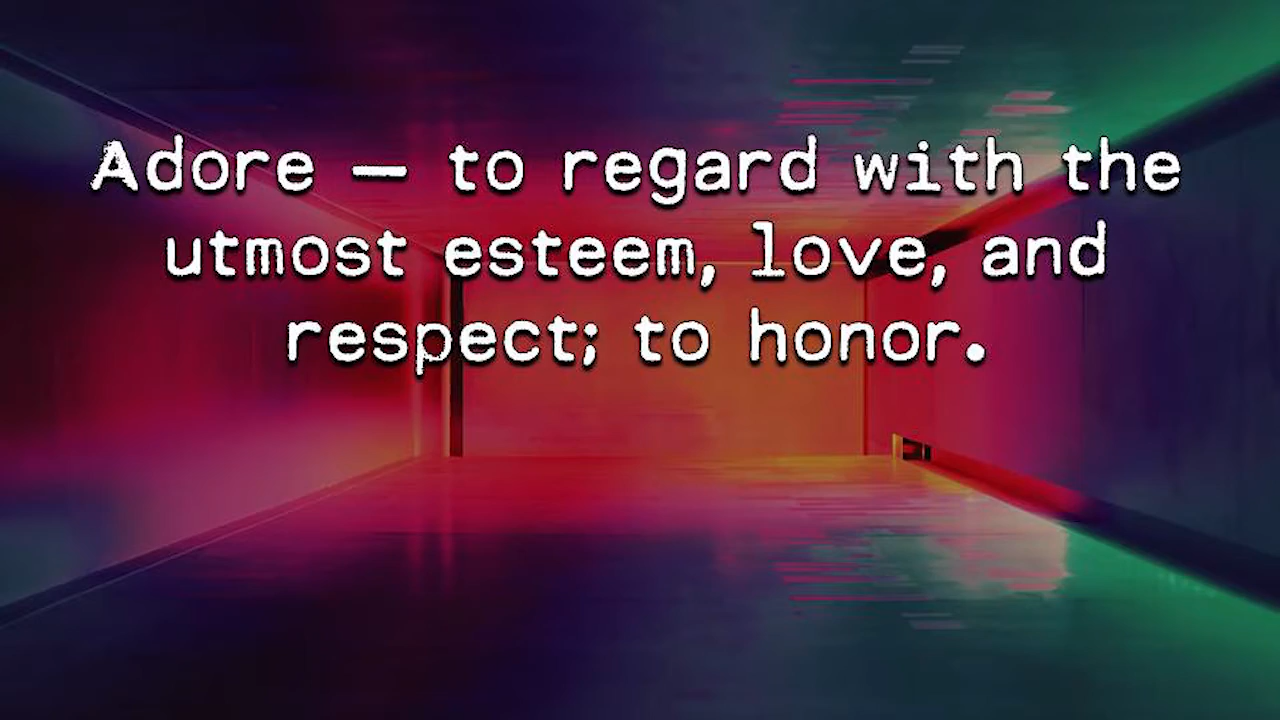 Adore — to regard with the
utmost esteem, love, and
respect; to honor.